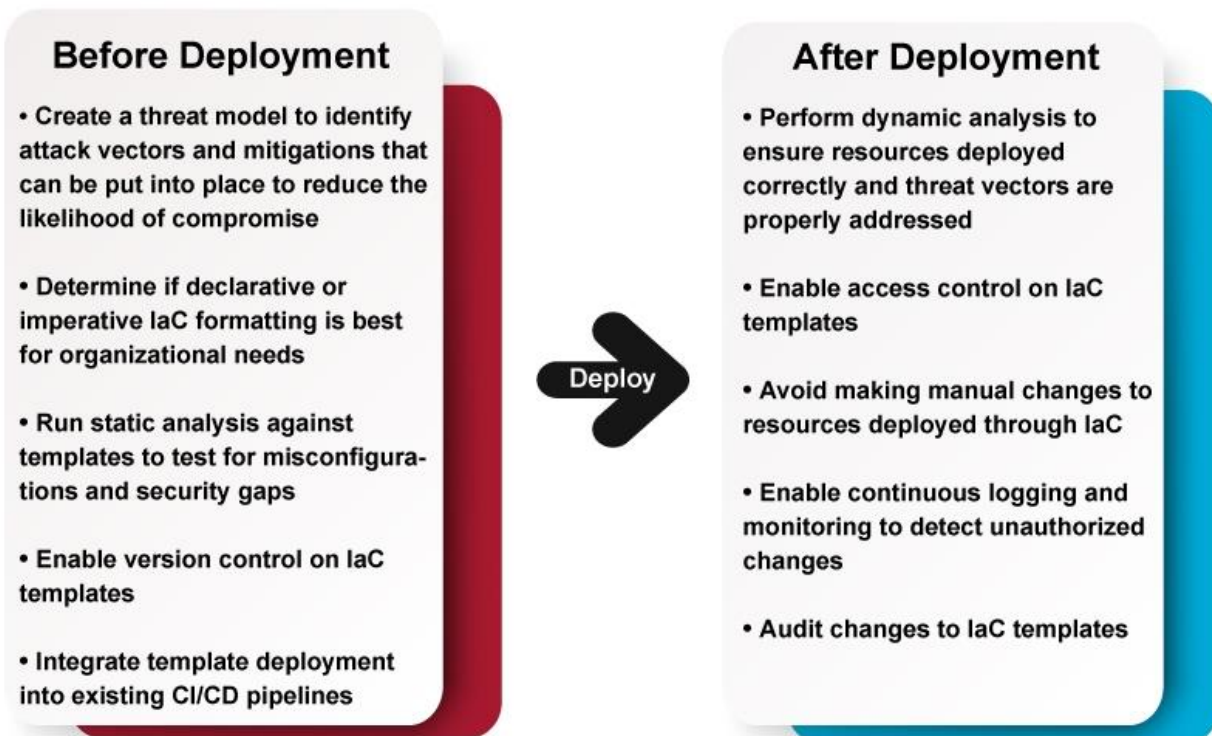 Before Deployment
• Create a threat model to identify
attack vectors and mitigations that
can be put into place to reduce the
likelihood of compromise
• Determine if declarative or
imperative IaC formatting is best
for organizational needs
• Run static analysis against
templates to test for misconfigura-
tions and security gaps
• Enable version control on IaC
templates
• Integrate template deployment
into existing CI/CD pipelines
Deploy
After Deployment
• Perform dynamic analysis to
ensure resources deployed
correctly and threat vectors are
properly addressed
• Enable access control on IaC
templates
• Avoid making manual changes to
resources deployed through IaC
• Enable continuous logging and
monitoring to detect unauthorized
changes
• Audit changes to IaC templates